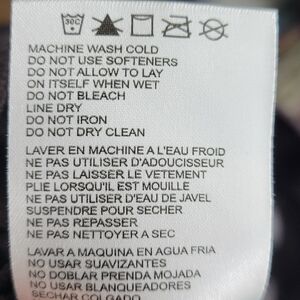 30C
MACHINE WASH COLD
DO NOT USE SOFTENERS
DO NOT ALLOW TO LAY
ON ITSELF WHEN WET
DO NOT BLEACH
LINE DRY
DO NOT IRON
DO NOT DRY CLEAN
LAVER EN MACHINE A L'EAU FROID
NE PAS UTILISER D'ADOUCISSEUR
NE PAS LAISSER LE VETEMENT
PLIE LORSQU'IL EST MOUILLE
NE PAS UTILISER D'EAU DE JAVEL
SUSPENDRE POUR SECHER
NE PAS REPASSER
NE PAS NETTOYER A SEC
LAVAR A MAQUINA EN AGUA FRIA
NO USAR SUAVIZANTES
NO DOBLAR PRENDA MOJADA
NO USAR BLANQUEADORES
SECHAR COLGADO